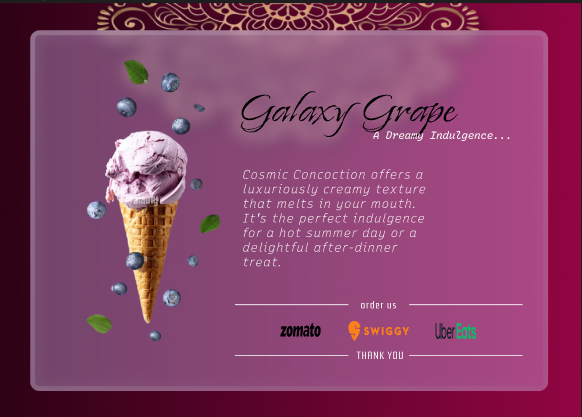 Galaxy Grape
A Dreamy Indulgence...
Cosmic Concoction offers a
luxuriously creamy texture
that melts in your mouth.
It's the perfect indulgence
for a hot summer day or a
delightful after-dinner
treat.
order us
zomato SWIGGY Uber Eats
THANK YOU